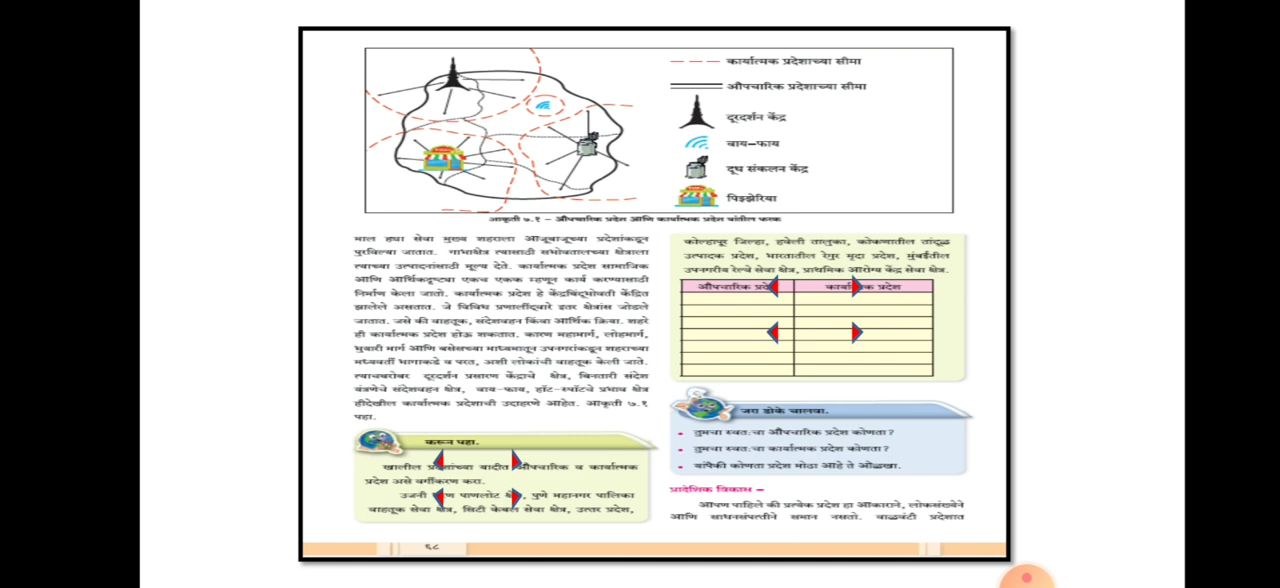 कार्यात्मक प्रदेशाच्या सीमा
औपचारिक प्रदेशाच्या सीमा
दूरदर्शन केंद्र
वाय-फाय
दूध संकलन केंद्र
पिझ्झेरिया
आकृती ७.१ - औपचारिक प्रदेश आणि कार्यात्मक प्रदेश यांतील फरक
माल हया सेवा मुख्य शहराला आजूबाजूच्या प्रदेशांकडून
पुरविल्या जातात. गाभाक्षेत्र त्यासाठी सभोवतालच्या क्षेत्राला
त्याच्या उत्पादनांसाठी मूल्य देते. कार्यात्मक प्रदेश सामाजिक
आणि आर्थिकदृष्ट्या एकच एकक म्हणून कार्य करण्यासाठी
निर्माण केला जातो. कार्यात्मक प्रदेश हे केंद्रबिंदूभोवती केंद्रित
झालेले असतात. जे विविध प्रणालींद्वारे इतर क्षेत्रांस जोडले
जातात. जसे की वाहतूक, संदेशवहन किंवा आर्थिक क्रिया. शहरे
ही कार्यात्मक प्रदेश होऊ शकतात. कारण महामार्ग, लोहमार्ग,
भुयारी मार्ग आणि बसेसच्या माध्यमातून उपनगरांकडून शहराच्या
मध्यवर्ती भागाकडे व परत, अशी लोकांची वाहतूक केली जाते.
त्याचबरोबर दूरदर्शन प्रसारण केंद्राचे क्षेत्र, बिनतारी संदेश
यंत्रणेचे संदेशवहन क्षेत्र, वाय-फाय, हॉट-स्पॉटचे प्रभाव क्षेत्र
हीदेखील कार्यात्मक प्रदेशाची उदाहरणे आहेत. आकृती ७.१
पहा.
करून पहा.
खालील प्रदेशांच्या यादीत औपचारिक व कार्यात्मक
प्रदेश असे वर्गीकरण करा.
उजनी पाणलोट पुणे महानगर पालिका
वाहतूक सेवा क्षेत्र, सिटी केबल सेवा क्षेत्र, उत्तर प्रदेश,
कोल्हापूर जिल्हा, हवेली तालुका, कोकणातील तांदूळ
उत्पादक प्रदेश, भारतातील रेगुर मृदा प्रदेश, मुंबईतील
उपनगरीय रेल्वे सेवा क्षेत्र, प्राथमिक आरोग्य केंद्र सेवा क्षेत्र.
औपचारिक प्रदेश कार्यात्मक प्रदेश
जरा डोके चालवा.
• तुमचा स्वतःचा औपचारिक प्रदेश कोणता?
• तुमचा स्वतःचा कार्यात्मक प्रदेश कोणता?
• यांपैकी कोणता प्रदेश मोठा आहे ते ओळखा.
प्रादेशिक विकास -
आपण पाहिले की प्रत्येक प्रदेश हा आकाराने, लोकसंख्येने
आणि साधनसंपत्तीने समान नसतो. वाळवंटी प्रदेशात
६८